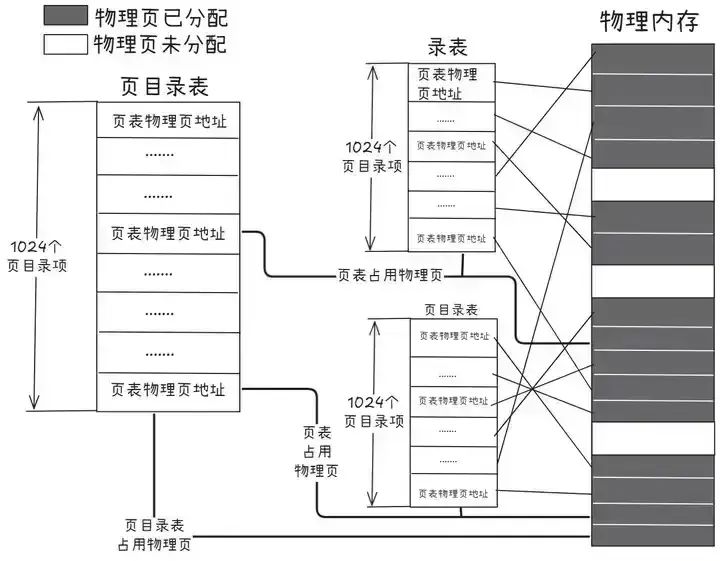 物理页已分配
物理页未分配
页目录表
页表物理页地址
.......
.......
页表物理页地址
.......
.......
.......
页表物理页地址
1024个
页目录项
录表
页表物理
页地址
.......
页表物理页地址
.......
.......
页表物理页地址
1024个
页目录项
页表占用物理页
页目录表
页表物理页地址
.......
页表物理页地址
.......
.......
页表物理页地址
1024个
页目录项
页表
占用
物理页
页目录表
占用物理页
物理内存